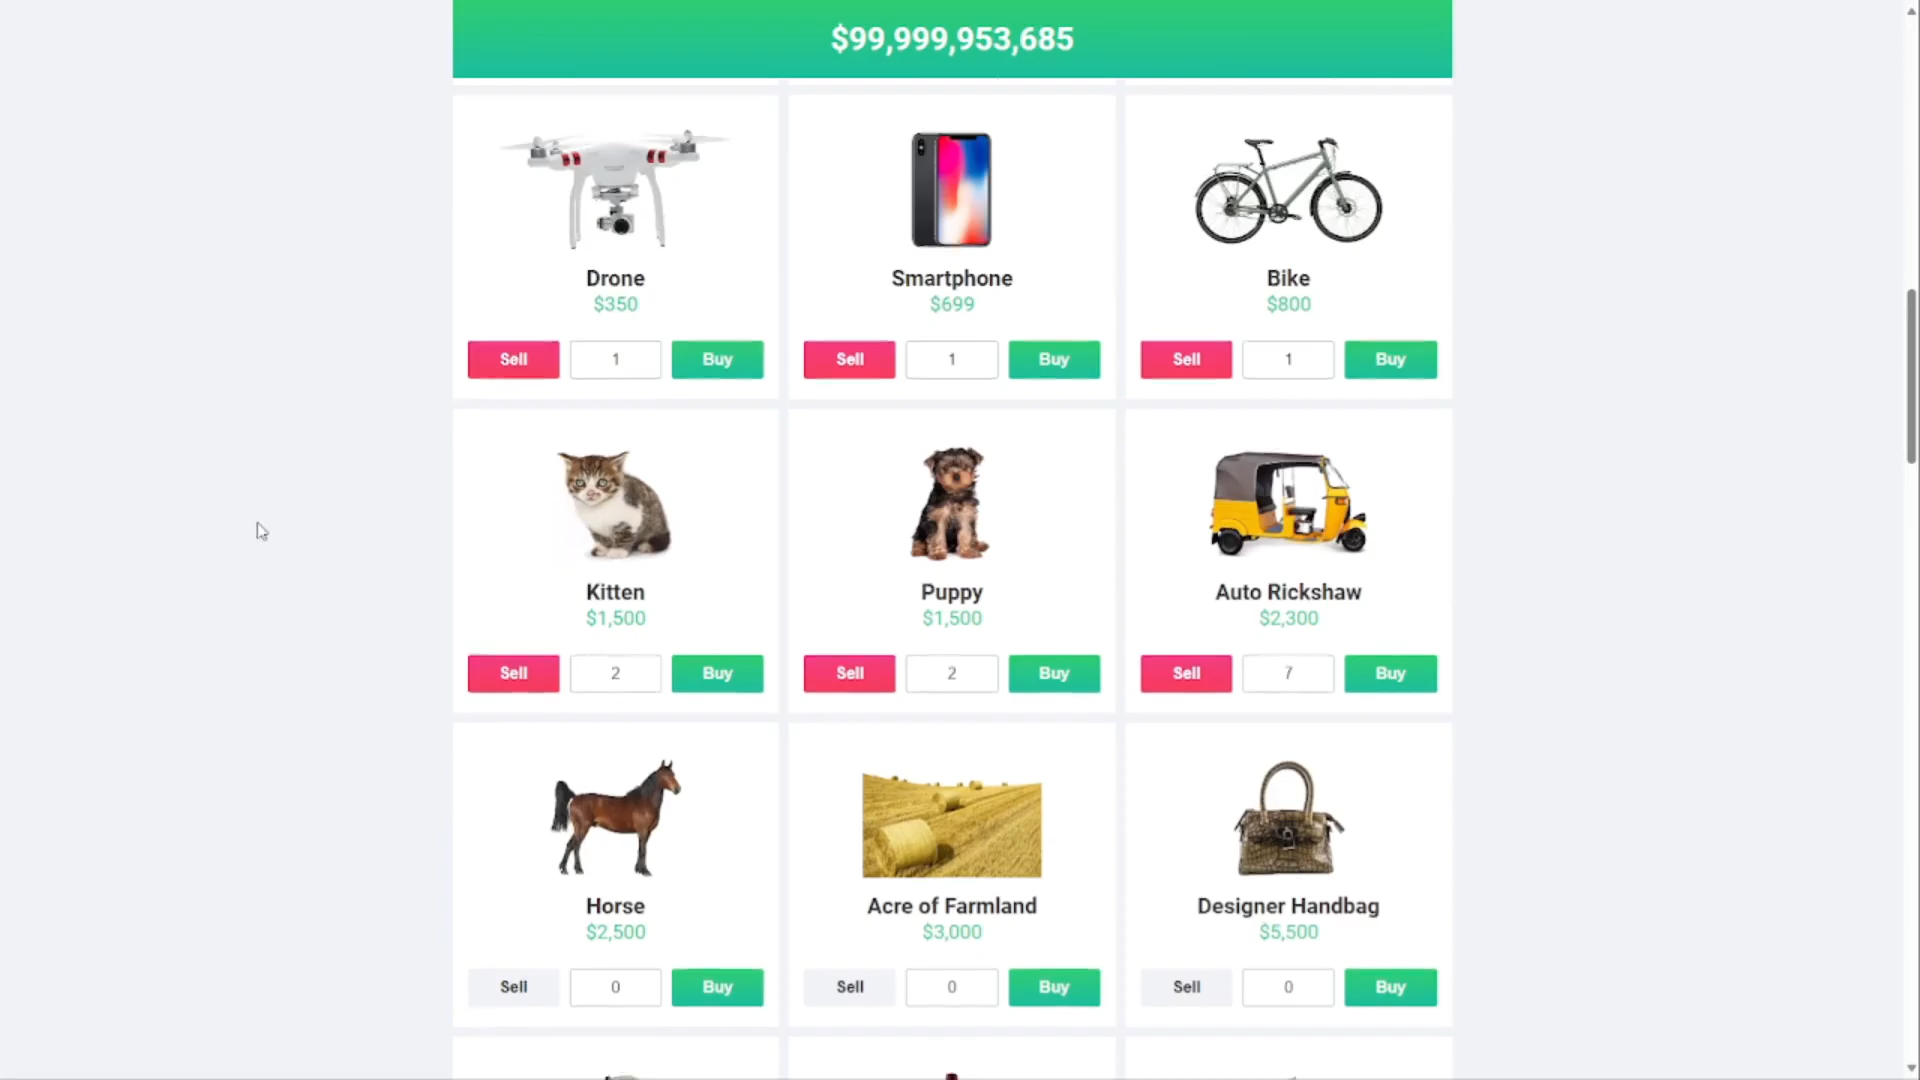 $99,999,953,685
Drone
$350
Sell 1 Buy
Smartphone
$699
Sell 1 Buy
Bike
$800
Sell 1 Buy
Kitten
$1,500
Sell 2 Buy
Puppy
$1,500
Sell 2 Buy
Auto Rickshaw
$2,300
Sell 7 Buy
Horse
$2,500
Sell 0 Buy
Acre of Farmland
$3,000
Sell 0 Buy
Designer Handbag
$5,500
Sell 0 Buy